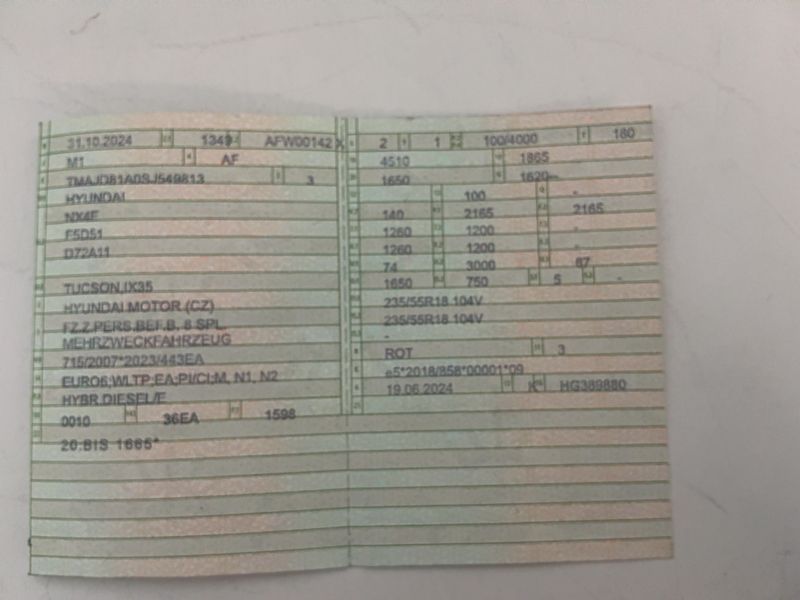 31.10.2024 1349 AFW00142 X
M1 AF
TMAJD81A0SJ549813 3
HYUNDAI
NX4E
F5D51
D72A11
TUCSON,IX35
HYUNDAI MOTOR (CZ)
FZ.Z.PERS.BEF.B. 8 SPL.
MEHRZWECKFAHRZEUG
715/2007*2023/443EA
EURO6;WLTP;EA;PI/CI;M, N1, N2
HYBR.DIESEL/E
0010 36EA 1598
20:BIS 1665*
2 1 100/4000 180
4510 1865
1650 1620--
100 -
140 2165 2165
1260 1200 -
1260 1200 -
74 3000 67
1650 750 5 -
235/55R18 104V
235/55R18 104V
-
ROT 3
e5*2018/858*00001*09
19.06.2024 K HG389880